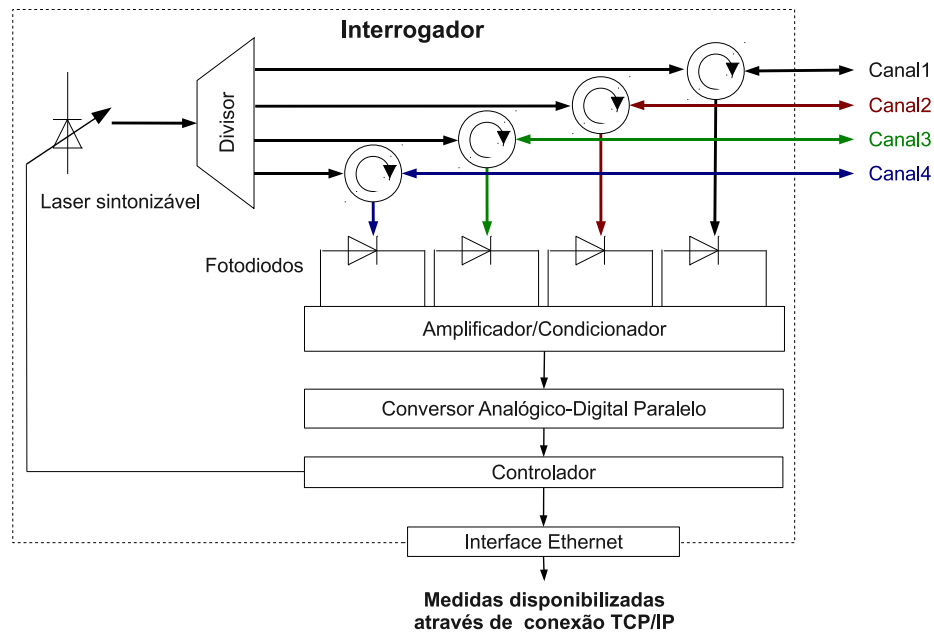 Interrogador
Canal1
Canal2
Canal3
Canal4
Divisor
Laser sintonizável
Fotodiodos
Amplificador/Condicionador
Conversor Analógico-Digital Paralelo
Controlador
Interface Ethernet
Medidas disponibilizadas
através de conexão TCP/IP